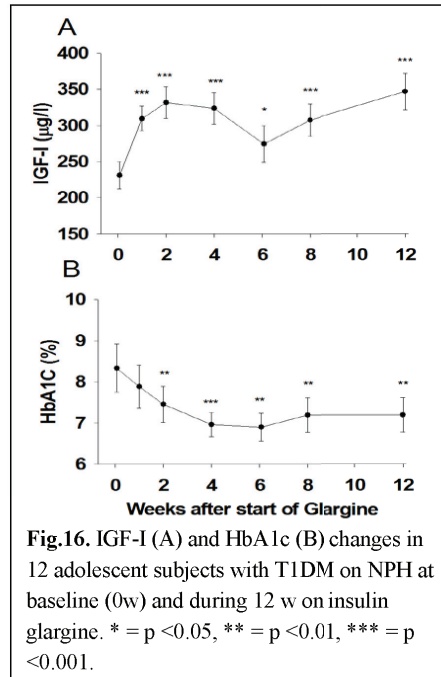 A
400
350
300
250
200
150
IGF-I (µg/l)
***
***
***
*
***
***
0 2 4 6 8 10 12
B
10
9
8
7
6
HbA1C (%)
**
***
**
**
**
0 2 4 6 8 10 12
Weeks after start of Glargine
Fig.16. IGF-I (A) and HbA1c (B) changes in
12 adolescent subjects with T1DM on NPH at
baseline (0w) and during 12 w on insulin
glargine. * = p <0.05, ** = p <0.01, *** = p
<0.001.